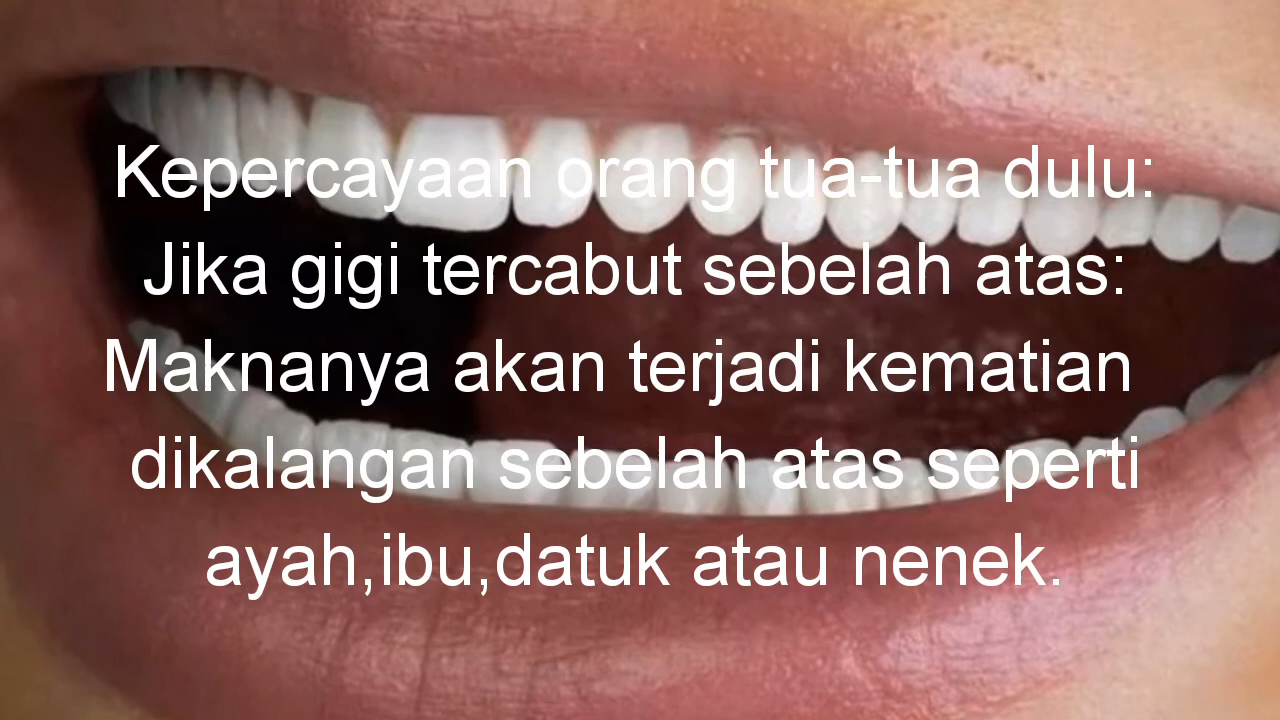 Kepercayaan orang tua-tua dulu:
Jika gigi tercabut sebelah atas:
Maknanya akan terjadi kematian
dikalangan sebelah atas seperti
ayah,ibu,datuk atau nenek.